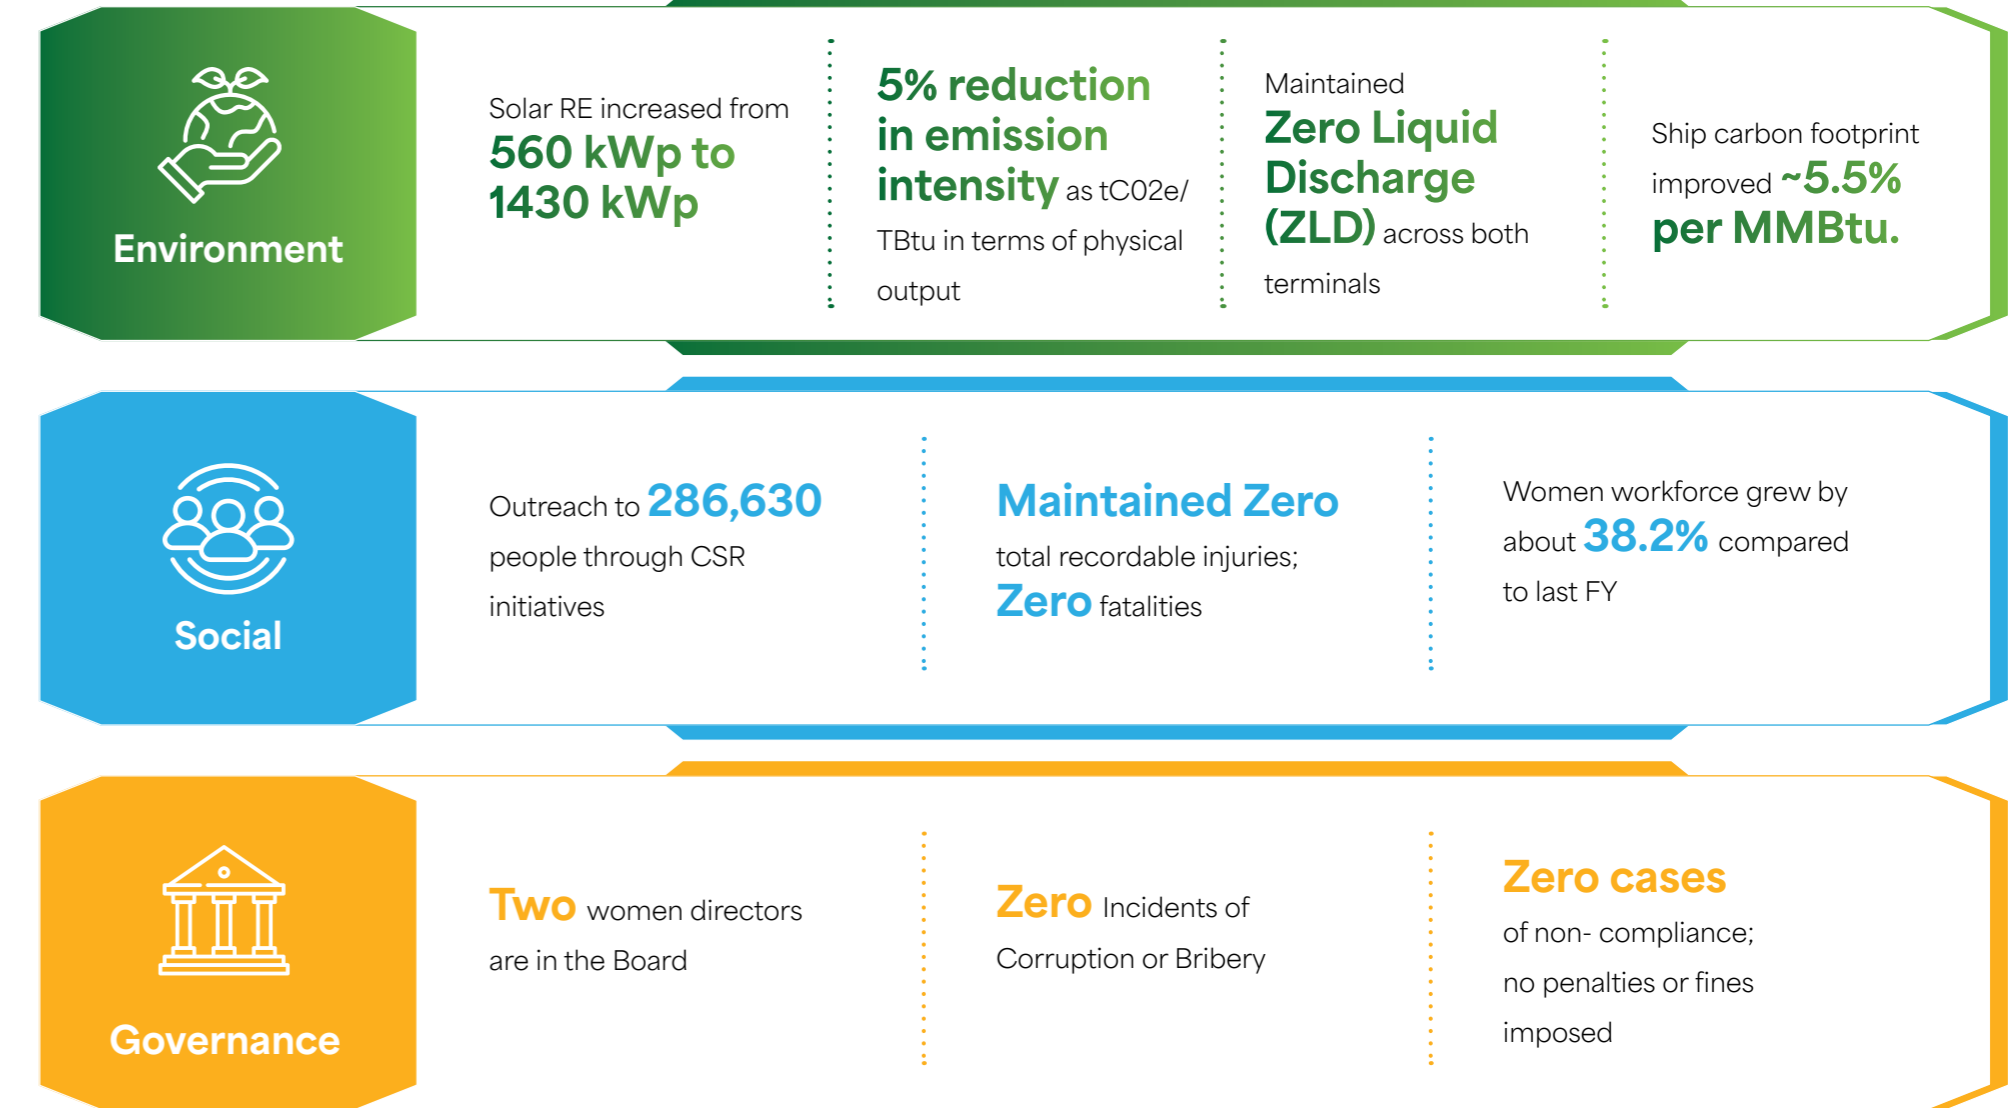 Environment
Solar RE increased from
560 kWp to
1430 kWp
5% reduction
in emission
intensity as tC02e/
TBtu in terms of physical
output
Maintained
Zero Liquid
Discharge
(ZLD) across both
terminals
Ship carbon footprint
improved ~5.5%
per MMBtu.
Social
Outreach to 286,630
people through CSR
initiatives
Maintained Zero
total recordable injuries;
Zero fatalities
Women workforce grew by
about 38.2% compared
to last FY
Governance
Two women directors
are in the Board
Zero Incidents of
Corruption or Bribery
Zero cases
of non- compliance;
no penalties or fines
imposed